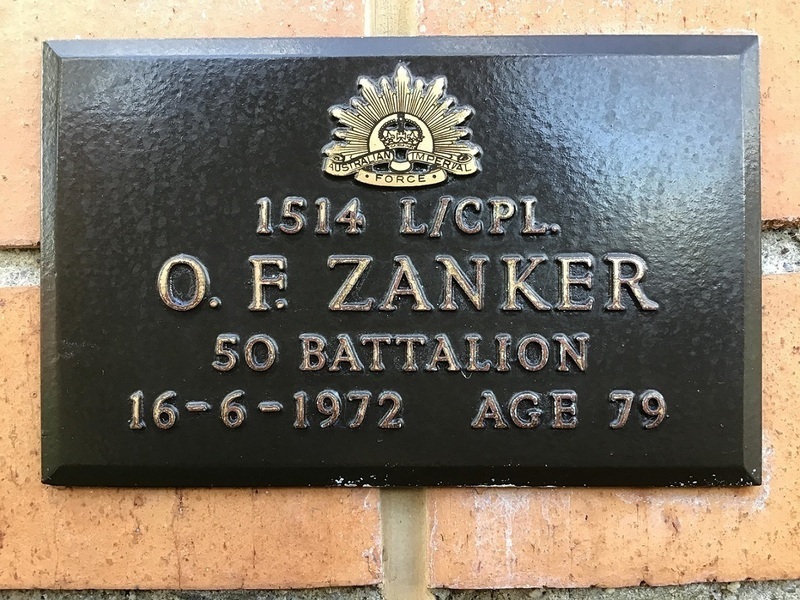 AUSTRALIAN IMPERIAL
FORCE
1514 L/CPL.
O. F. ZANKER
50 BATTALION
16-6-1972 AGE 79